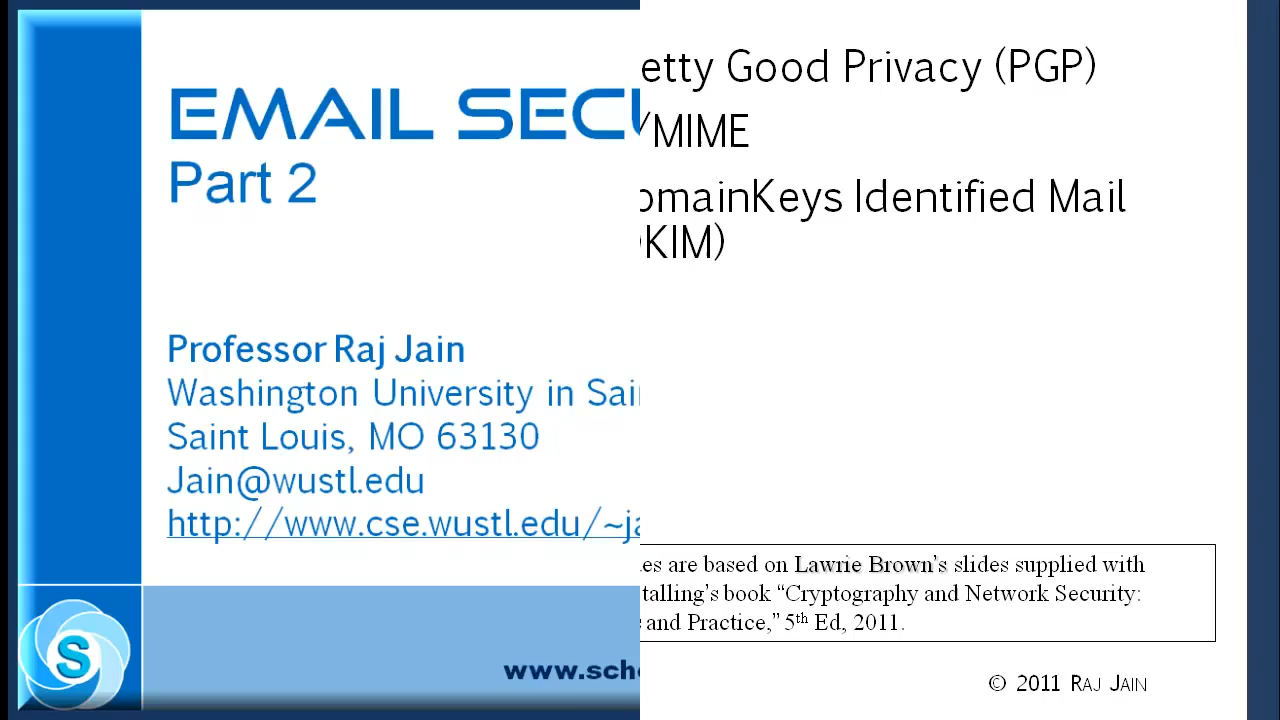 EMAIL SECU
Part 2
Professor Raj Jain
Washington University in Sai
Saint Louis, MO 63130
Jain@wustl.edu
http://www.cse.wustl.edu/~ja
S
www.sch
etty Good Privacy (PGP)
/MIME
omainKeys Identified Mail
KIM)
es are based on Lawrie Brown's slides supplied with
talling's book “Cryptography and Network Security:
and Practice,” 5th Ed, 2011.
© 2011 RAJ JAIN